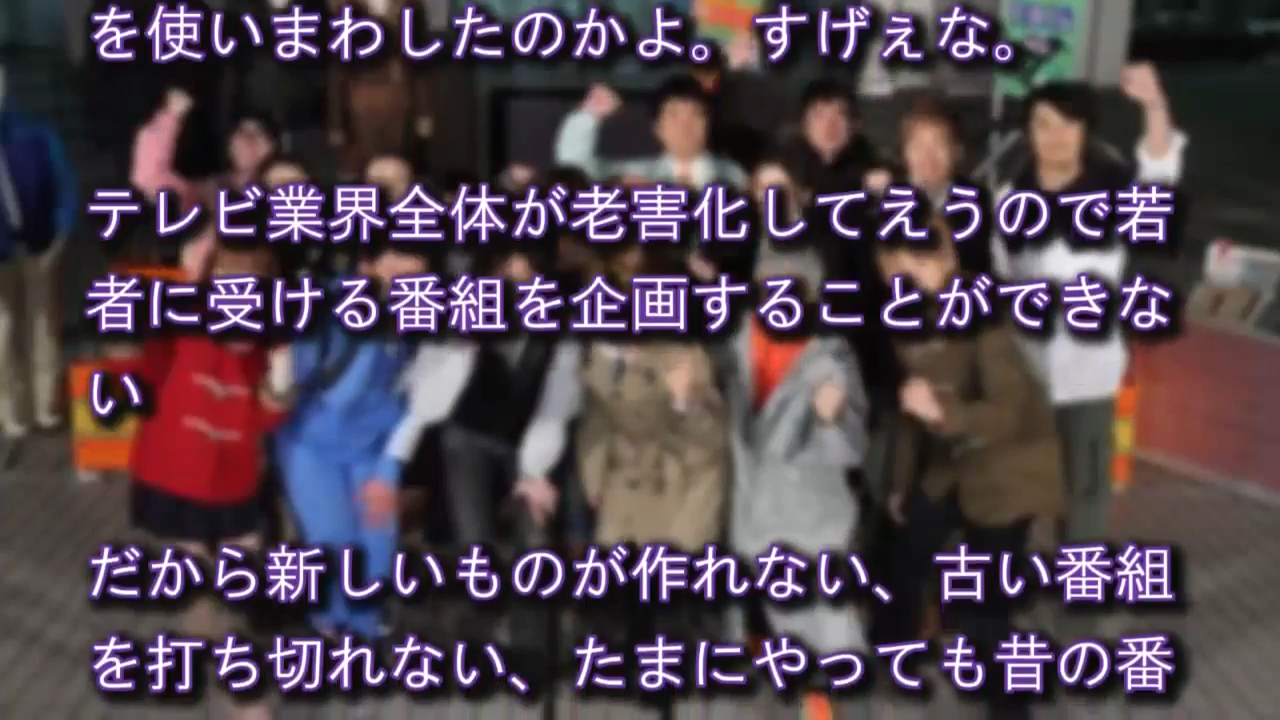 を使いまわしたのかよ。すげぇな。
テレビ業界全体が老害化してえうので若
者に受ける番組を企画することができな
い
だから新しいものが作れない、古い番組
を打ち切れない、たまにやっても昔の番